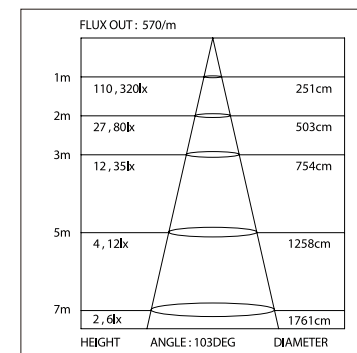 FLUX OUT : 570/m
1m
110 , 320lx 251cm
2m
27 , 80lx 503cm
3m
12 , 35lx 754cm
5m
4 , 12lx 1258cm
7m
2 , 6lx 1761cm
HEIGHT ANGLE : 103DEG DIAMETER